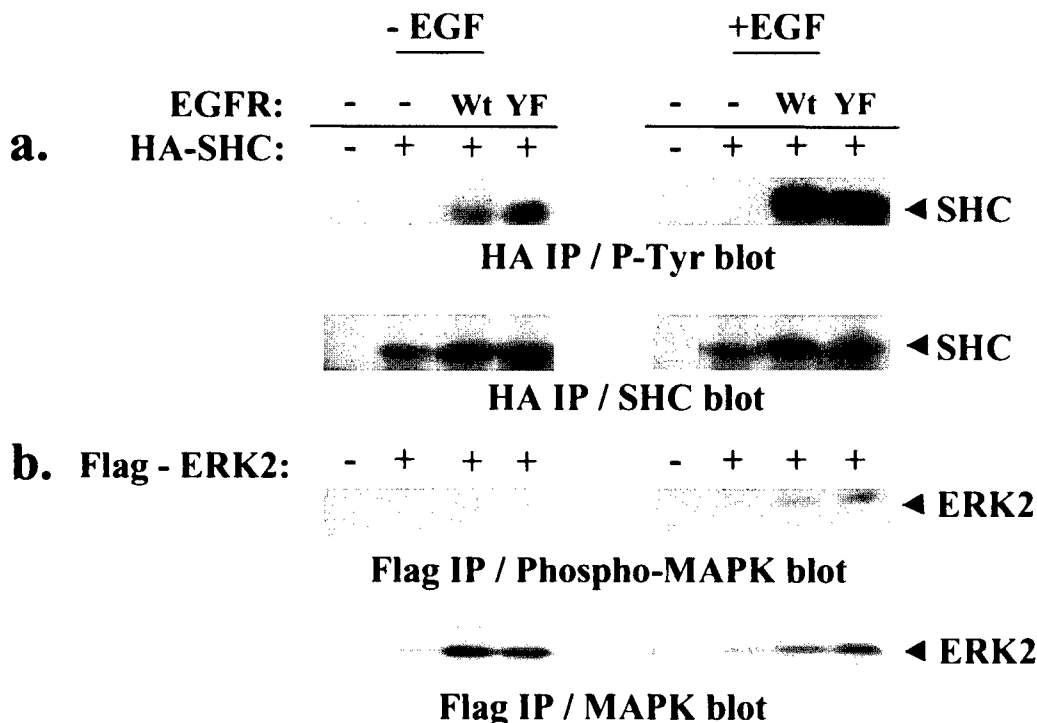 - EGF +EGF
EGFR: - - Wt YF - - Wt YF
a. HA-SHC: - + + + - + + +
◄ SHC
HA IP / P-Tyr blot
◄ SHC
HA IP / SHC blot
b. Flag - ERK2: - + + + - + + +
◄ ERK2
Flag IP / Phospho-MAPK blot
◄ ERK2
Flag IP / MAPK blot